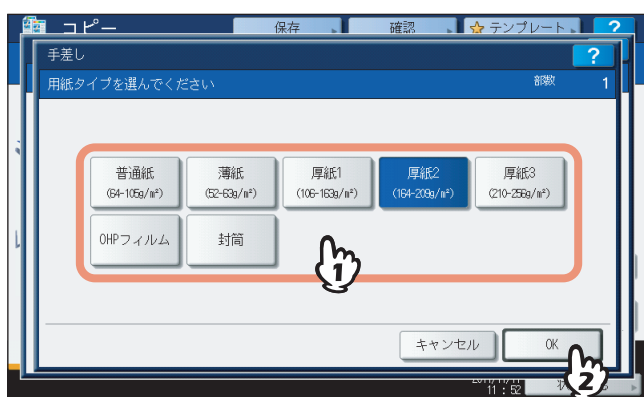 コピー 保存 確認 テンプレート ?
手差し ?
用紙タイプを選んでください 部数 1
普通紙 薄紙 厚紙1 厚紙2 厚紙3
(64-105g/m²) (52-63g/m²) (106-163g/m²) (164-209g/m²) (210-256g/m²)
OHPフィルム 封筒
1
キャンセル OK
2
11:52